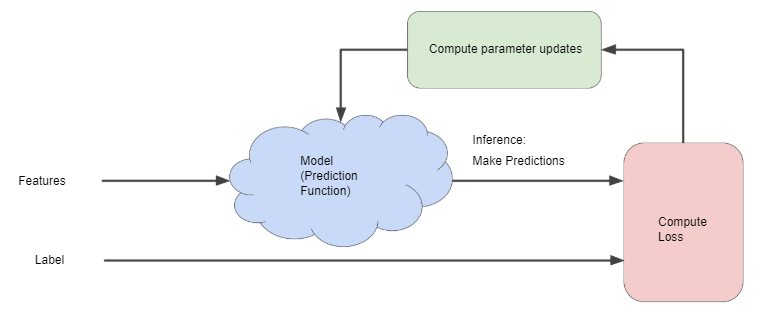 Compute parameter updates
Inference:
Make Predictions
Model
(Prediction
Function)
Features
Compute
Loss
Label